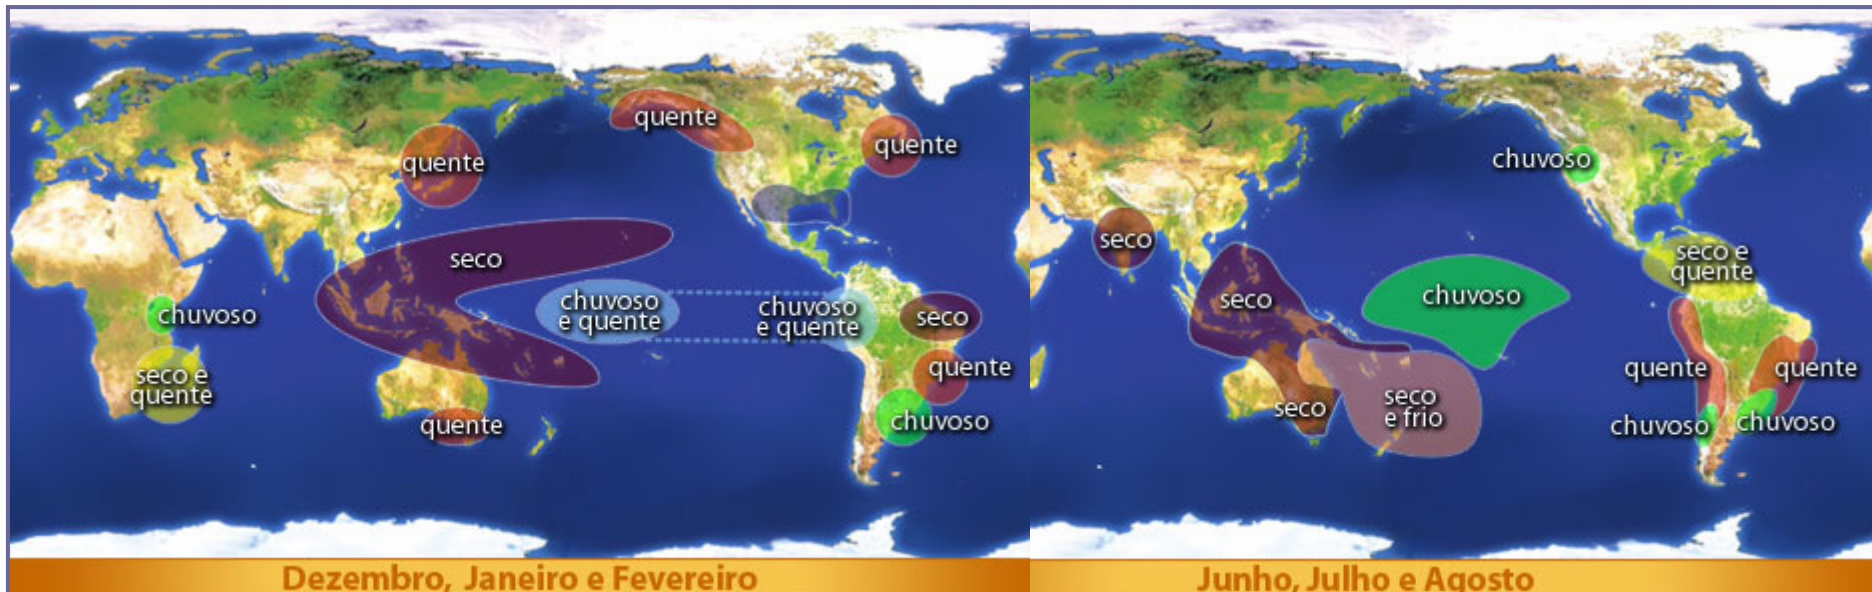 quente
quente
quente
seco
chuvoso
e quente
chuvoso
e quente
chuvoso
seco
seco e
quente
quente
quente
chuvoso
Dezembro, Janeiro e Fevereiro
chuvoso
seco
seco e
quente
seco
chuvoso
quente
quente
seco
seco
e frio
chuvoso
chuvoso
Junho, Julho e Agosto